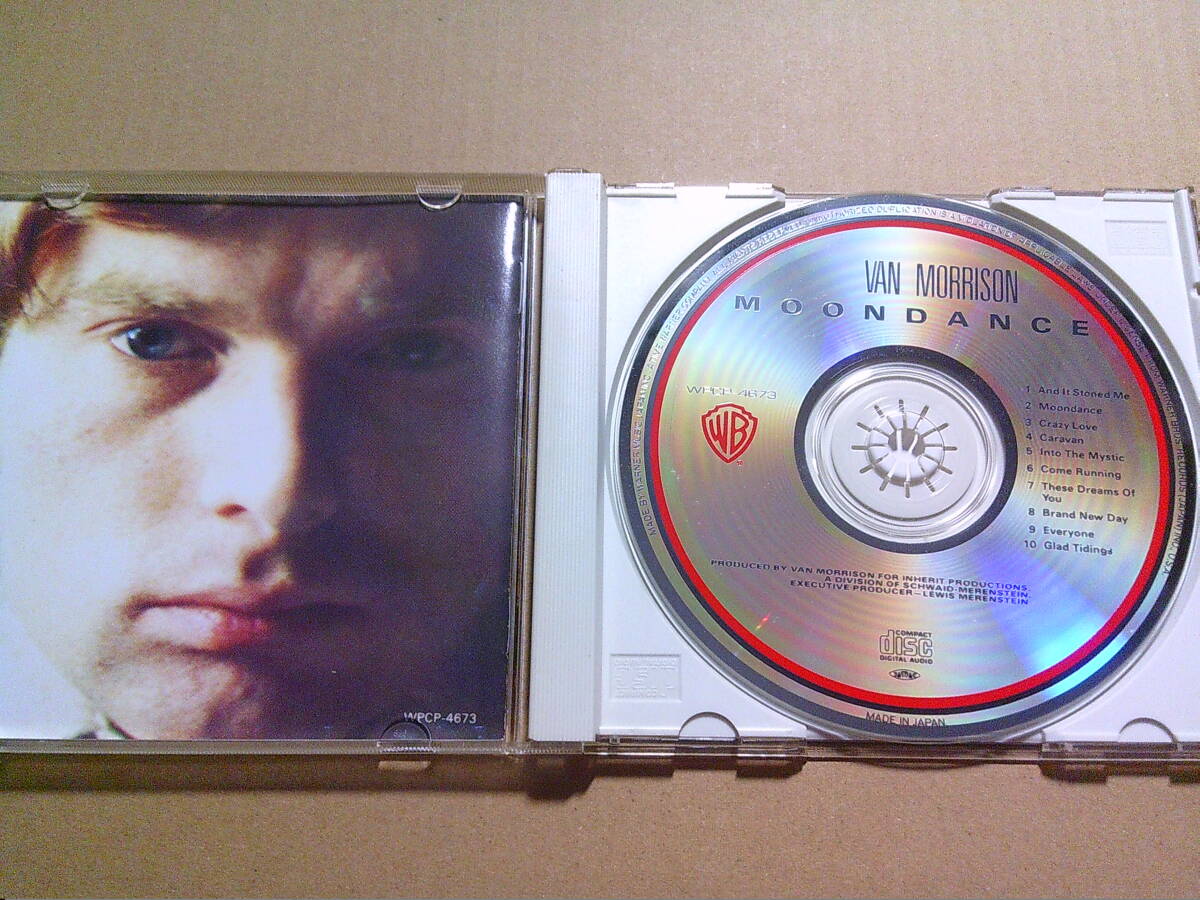 WPCP-4673
VAN MORRISON
MOONDANCE
WPCP-4673
WB
1 And It Stoned Me
2 Moondance
3 Crazy Love
4 Caravan
5 Into The Mystic
6 Come Running
7 These Dreams Of
You
8 Brand New Day
9 Everyone
10 Glad Tidings
PRODUCED BY VAN MORRISON FOR INHERIT PRODUCTIONS,
A DIVISION OF SCHWAID-MERENSTEIN.
EXECUTIVE PRODUCER—LEWIS MERENSTEIN
COMPACT
disc
DIGITAL AUDIO
MADE IN JAPAN